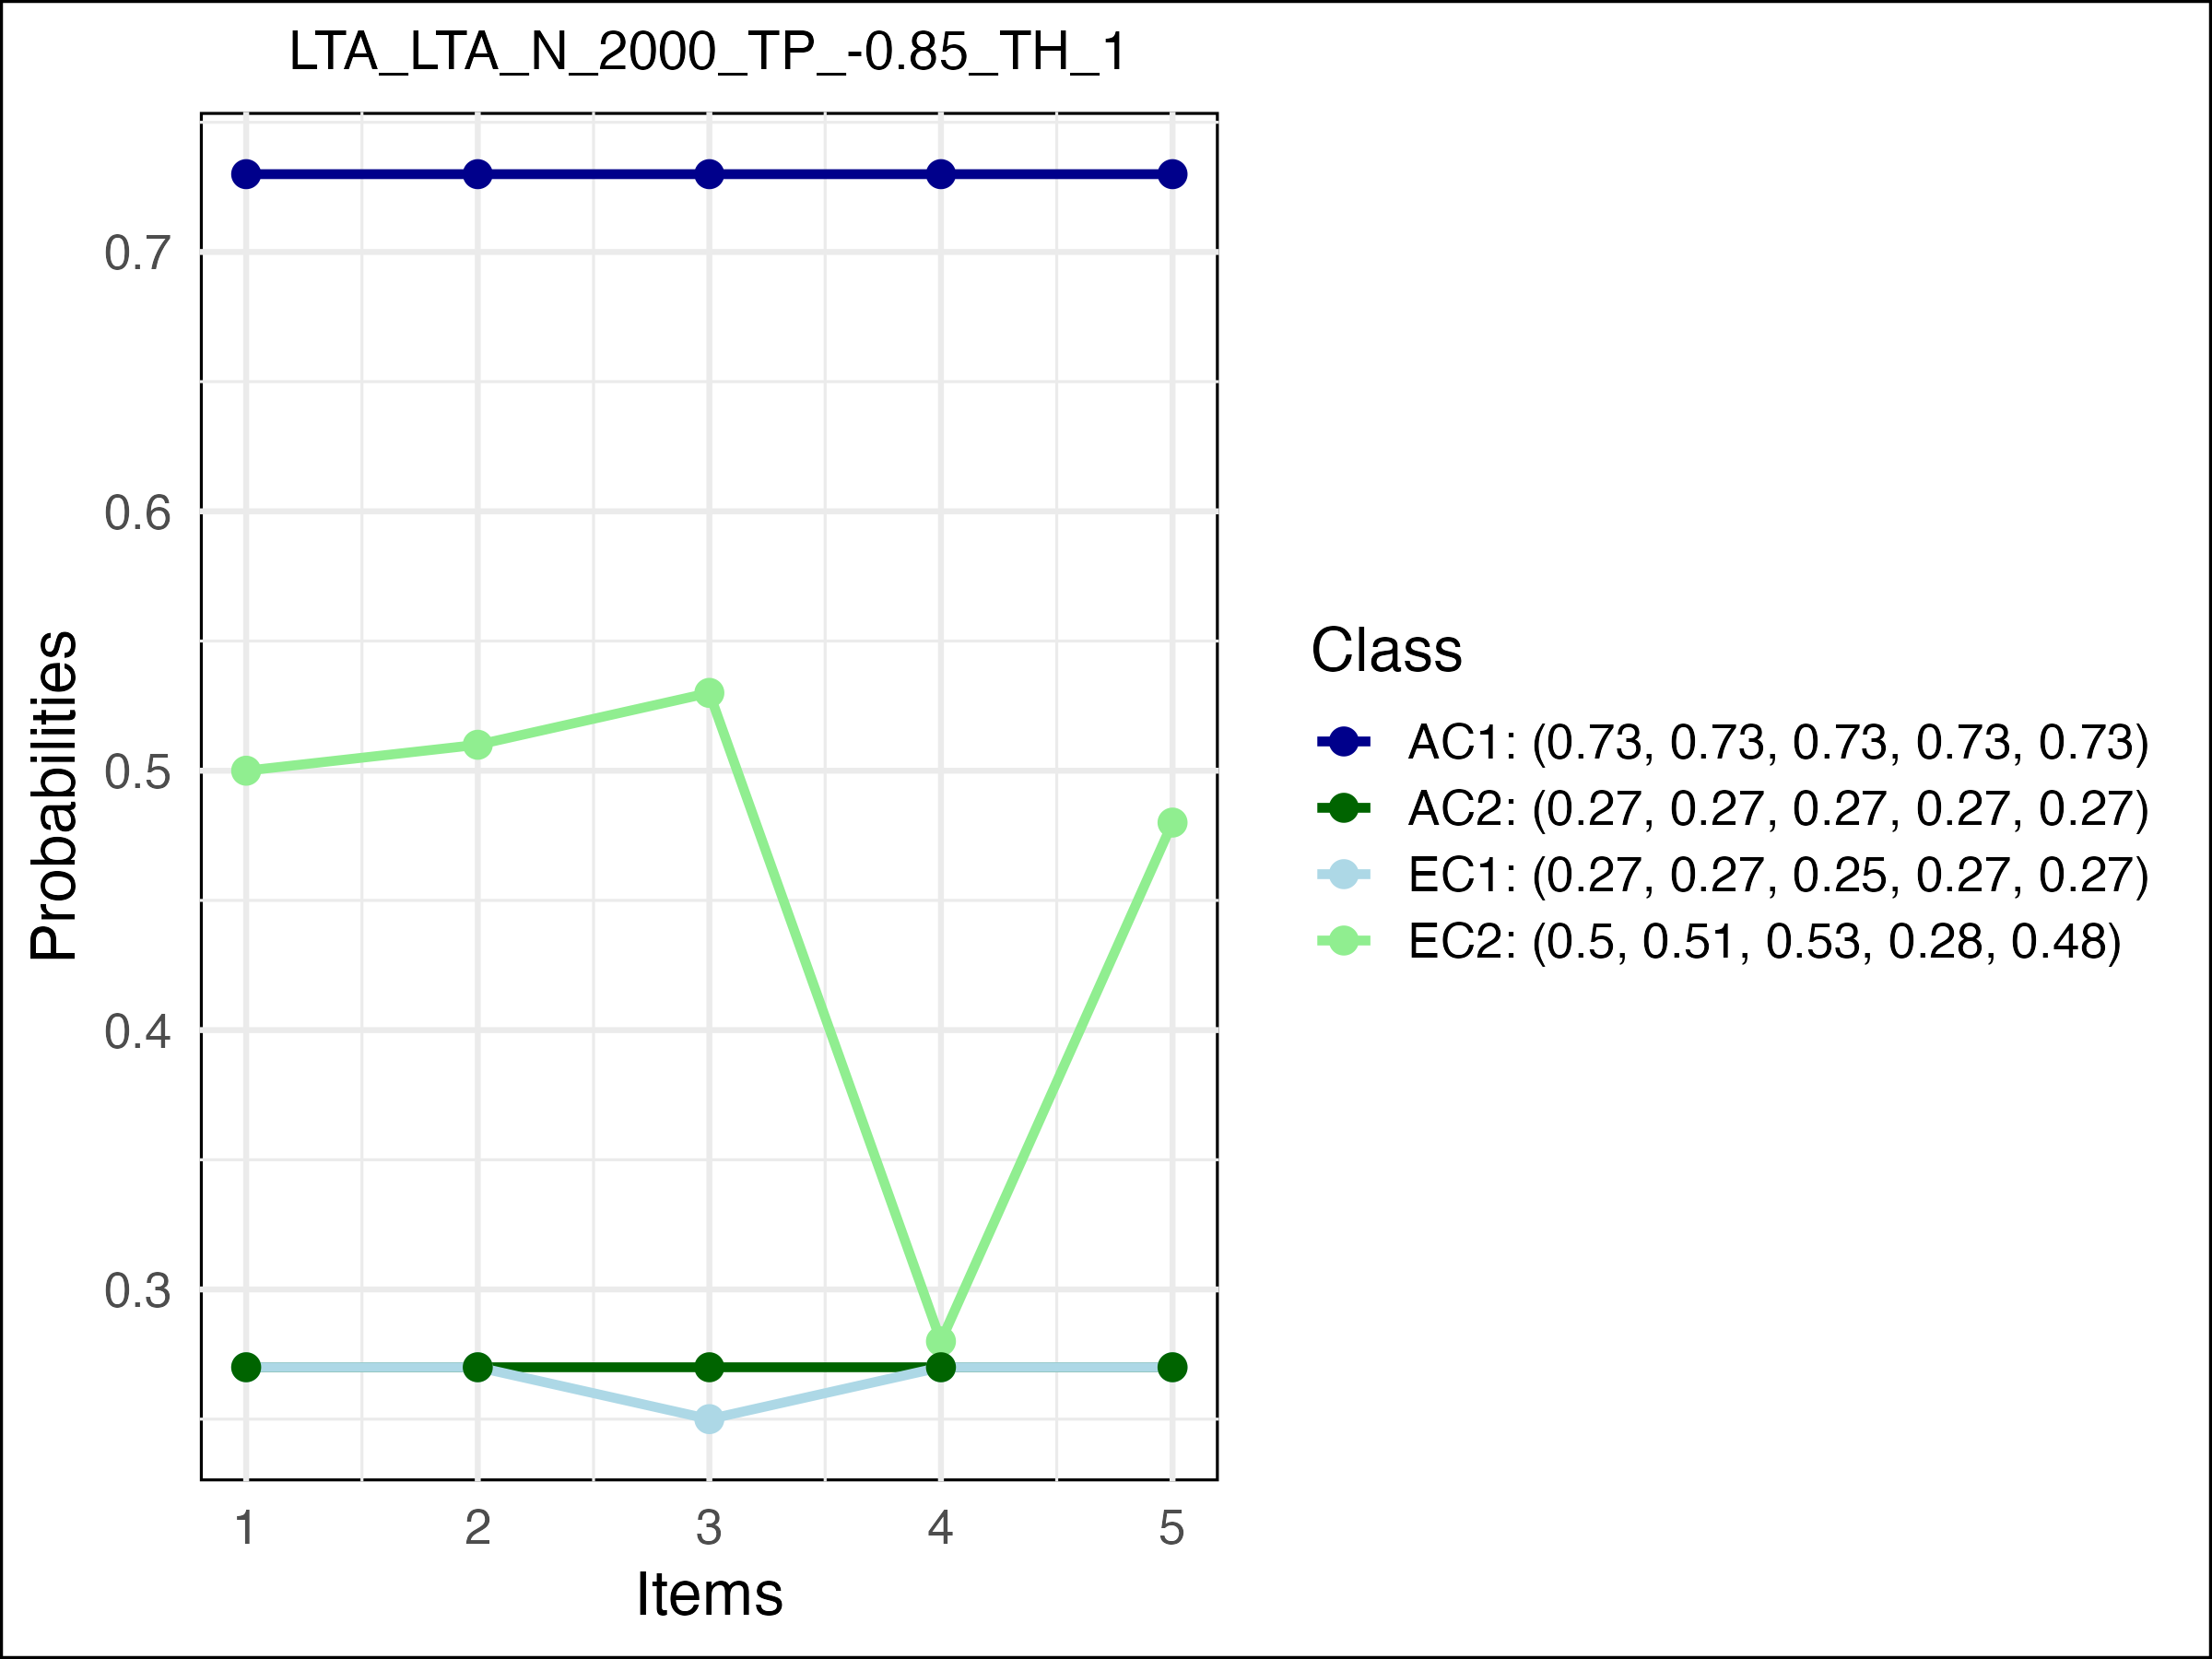 LTA_LTA_N_2000_TP_-0.85_TH_1
Probabilities
0.7
0.6
0.5
0.4
0.3
1 2 3 4 5
Items
Class
AC1: (0.73, 0.73, 0.73, 0.73, 0.73)
AC2: (0.27, 0.27, 0.27, 0.27, 0.27)
EC1: (0.27, 0.27, 0.25, 0.27, 0.27)
EC2: (0.5, 0.51, 0.53, 0.28, 0.48)